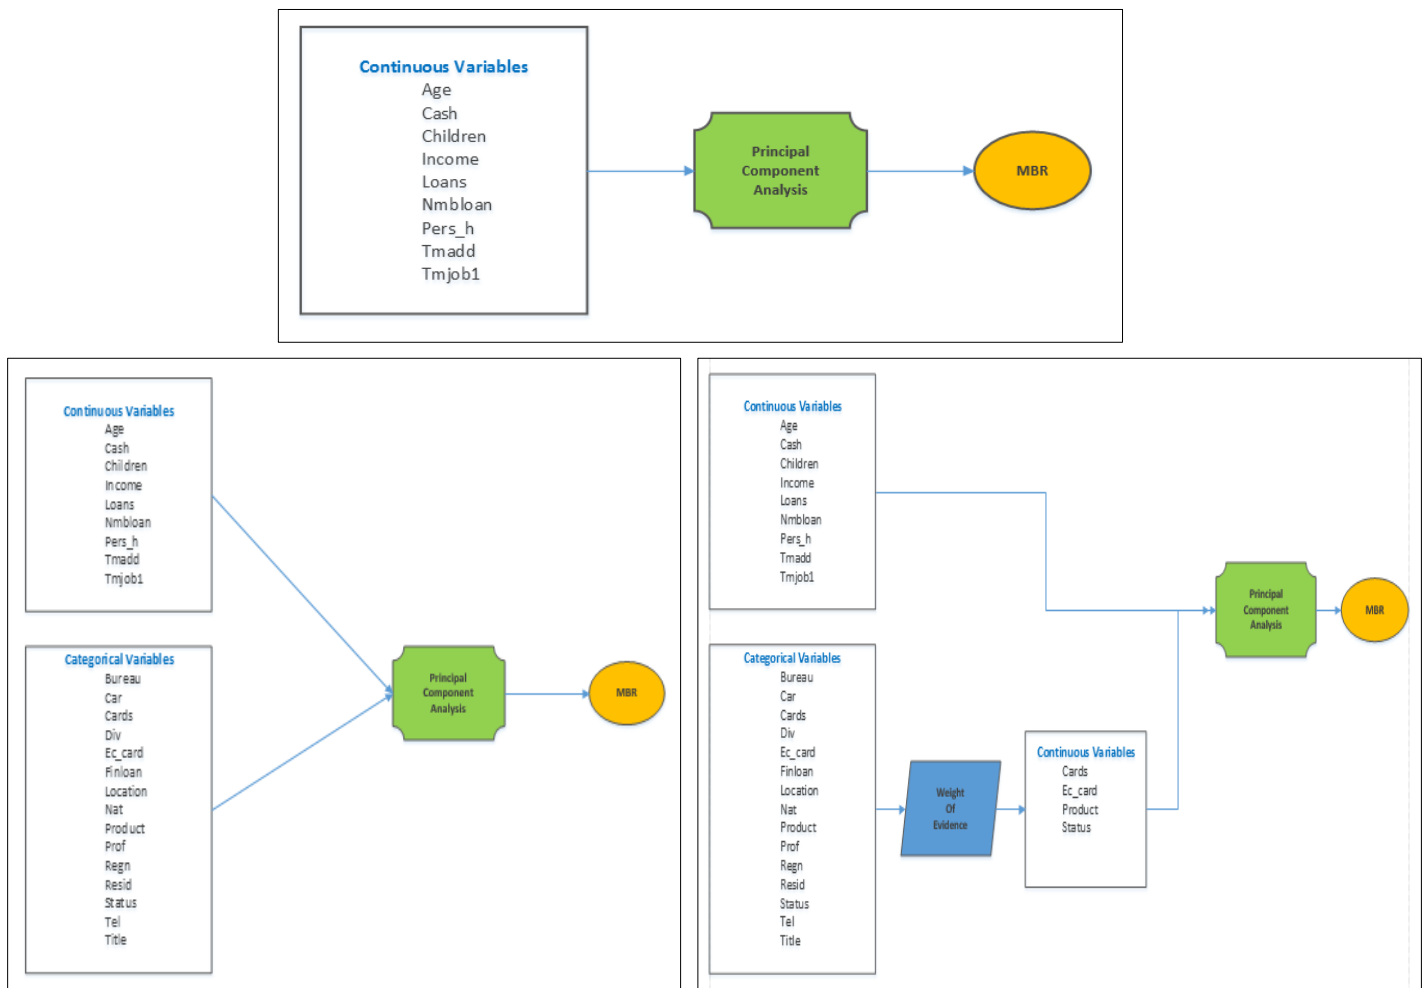 Continuous Variables
Age
Cash
Children
Income
Loans
Nmbloan
Pers_h
Tmadd
Tmjob1
Principal
Component
Analysis
MBR
Continuous Variables
Age
Cash
Children
Income
Loans
Nmbloan
Pers_h
Tmadd
Tmjob1
Categorical Variables
Bureau
Car
Cards
Div
Ec_card
Finloan
Location
Nat
Product
Prof
Regn
Resid
Status
Tel
Title
Principal
Component
Analysis
MBR
Continuous Variables
Age
Cash
Children
Income
Loans
Nmbloan
Pers_h
Tmadd
Tmjob1
Categorical Variables
Bureau
Car
Cards
Div
Ec_card
Finloan
Location
Nat
Product
Prof
Regn
Resid
Status
Tel
Title
Weight
Of
Evidence
Continuous Variables
Cards
Ec_card
Product
Status
Principal
Component
Analysis
MBR